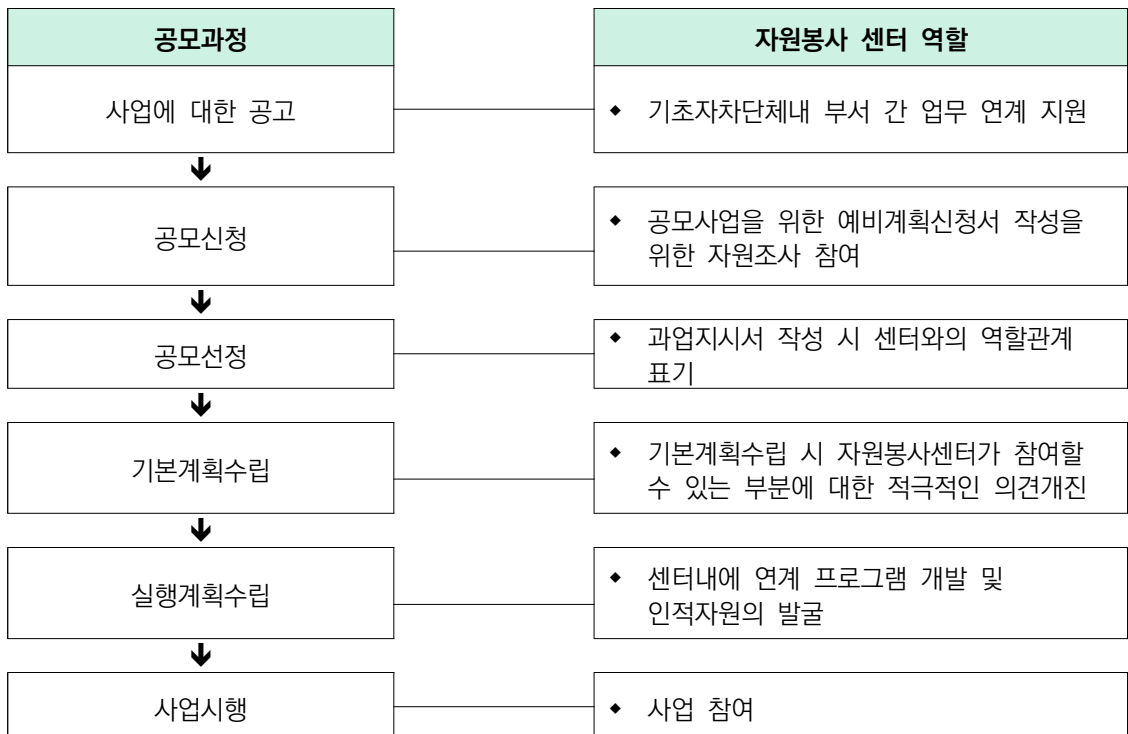 공모과정
자원봉사 센터 역할
사업에 대한 공고
◆ 기초자차단체내 부서 간 업무 연계 지원
공모신청
◆ 공모사업을 위한 예비계획신청서 작성을
위한 자원조사 참여
공모선정
◆ 과업지시서 작성 시 센터와의 역할관계
표기
기본계획수립
◆ 기본계획수립 시 자원봉사센터가 참여할
수 있는 부분에 대한 적극적인 의견개진
실행계획수립
◆ 센터내에 연계 프로그램 개발 및
인적자원의 발굴
사업시행
◆ 사업 참여